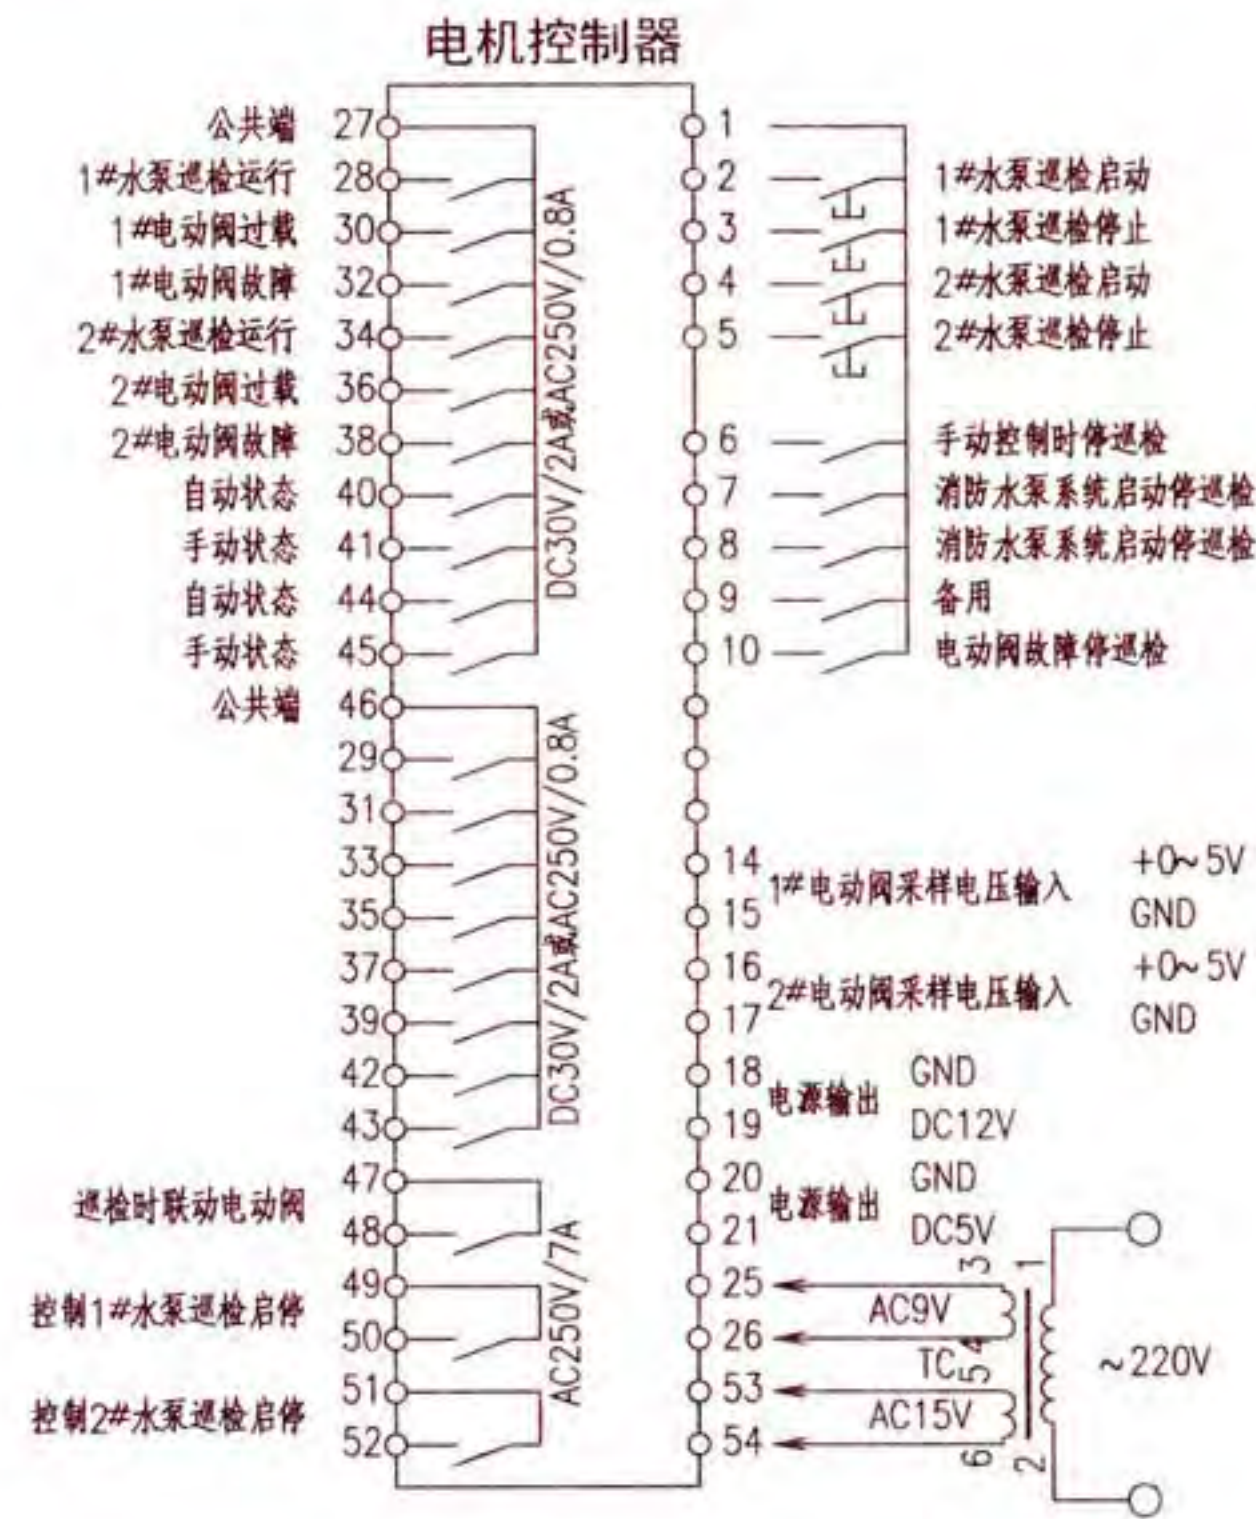 电机控制器
公共端 27 1
1#水泵巡检运行 28 2 1#水泵巡检启动
1#电动阀过载 30 3 1#水泵巡检停止
1#电动阀故障 32 4 2#水泵巡检启动
2#水泵巡检运行 34 5 2#水泵巡检停止
2#电动阀过载 36
2#电动阀故障 38 6 手动控制时停巡检
自动状态 40 7 消防水泵系统启动停巡检
手动状态 41 8 消防水泵系统启动停巡检
自动状态 44 9 备用
手动状态 45 10 电动阀故障停巡检
DC30V/2A或AC250V/0.8A
公共端 46
29
31
33 14 +0~5V
1#电动阀采样电压输入
35 15 GND
37 16 +0~5V
2#电动阀采样电压输入
39 17 GND
42 18 GND
电源输出
43 19 DC12V
DC30V/2A或AC250V/0.8A
47 20 GND
巡检时联动电动阀 电源输出
48 21 DC5V
49 25 3 1
控制1#水泵巡检启停 AC9V
50 26 4
TC 5 ~220V
51 53
控制2#水泵巡检启停 AC15V
52 54 6 2
AC250V/7A